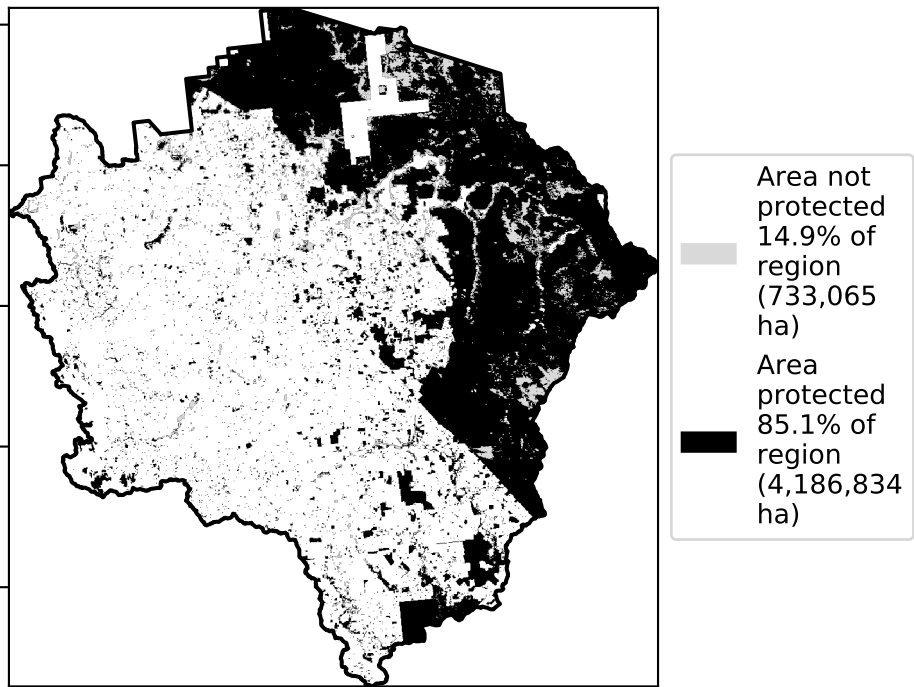 Area not
protected
14.9% of
region
(733,065
ha)
Area
protected
85.1% of
region
(4,186,834
ha)